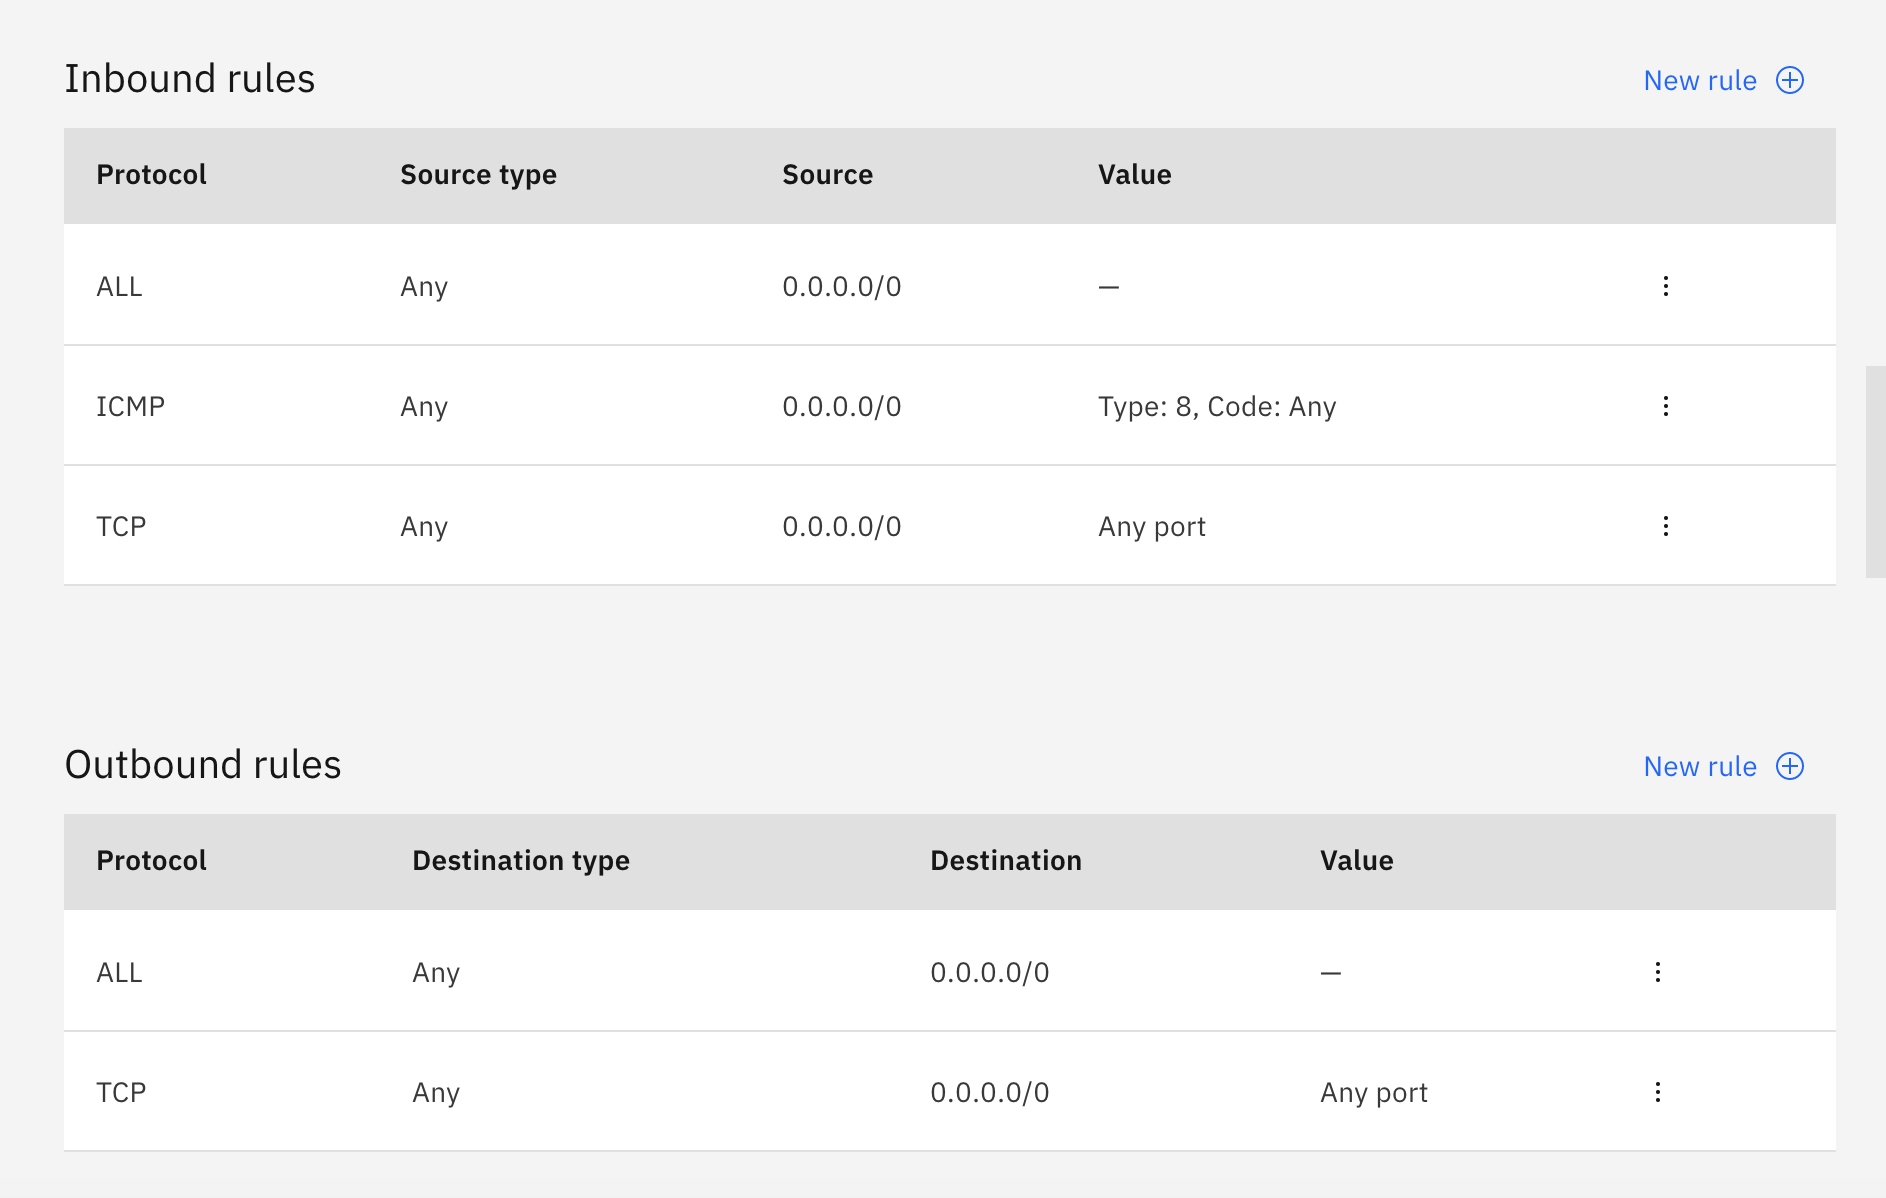 Inbound rules New rule
Protocol Source type Source Value
ALL Any 0.0.0.0/0 —
ICMP Any 0.0.0.0/0 Type: 8, Code: Any
TCP Any 0.0.0.0/0 Any port
Outbound rules New rule
Protocol Destination type Destination Value
ALL Any 0.0.0.0/0 —
TCP Any 0.0.0.0/0 Any port